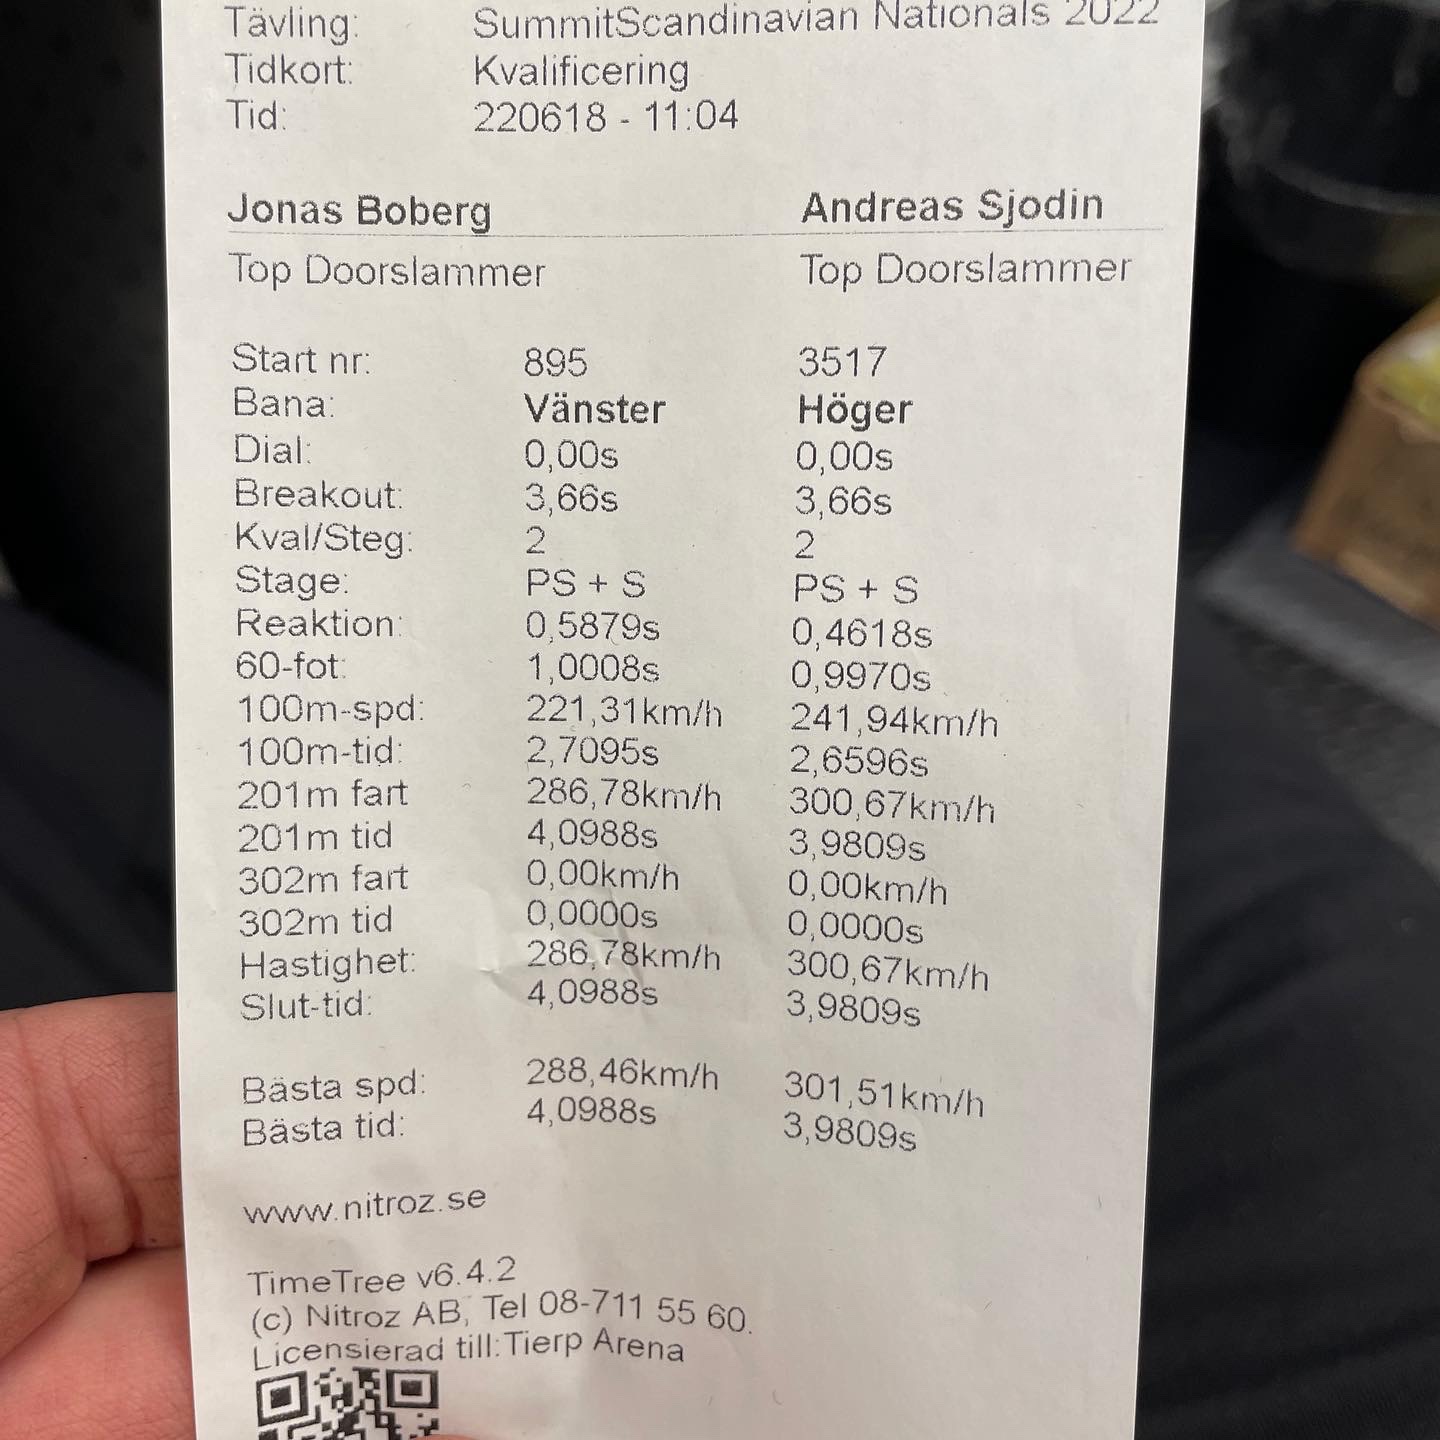 Tävling: SummitScandinavian Nationals 2022
Tidkort: Kvalificering
Tid: 220618 - 11:04
Jonas Boberg Andreas Sjodin
Top Doorslammer Top Doorslammer
Start nr: 895 3517
Bana: Vänster Höger
Dial: 0,00s 0,00s
Breakout: 3,66s 3,66s
Kval/Steg: 2 2
Stage: PS + S PS + S
Reaktion: 0,5879s 0,4618s
60-fot: 1,0008s 0,9970s
100m-spd: 221,31km/h 241,94km/h
100m-tid: 2,7095s 2,6596s
201m fart 286,78km/h 300,67km/h
201m tid 4,0988s 3,9809s
302m fart 0,00km/h 0,00km/h
302m tid 0,0000s 0,0000s
Hastighet: 286,78km/h 300,67km/h
Slut-tid: 4,0988s 3,9809s
Bästa spd: 288,46km/h 301,51km/h
Bästa tid: 4,0988s 3,9809s
www.nitroz.se
TimeTree v6.4.2
(c) Nitroz AB, Tel 08-711 55 60.
Licensierad till:Tierp Arena